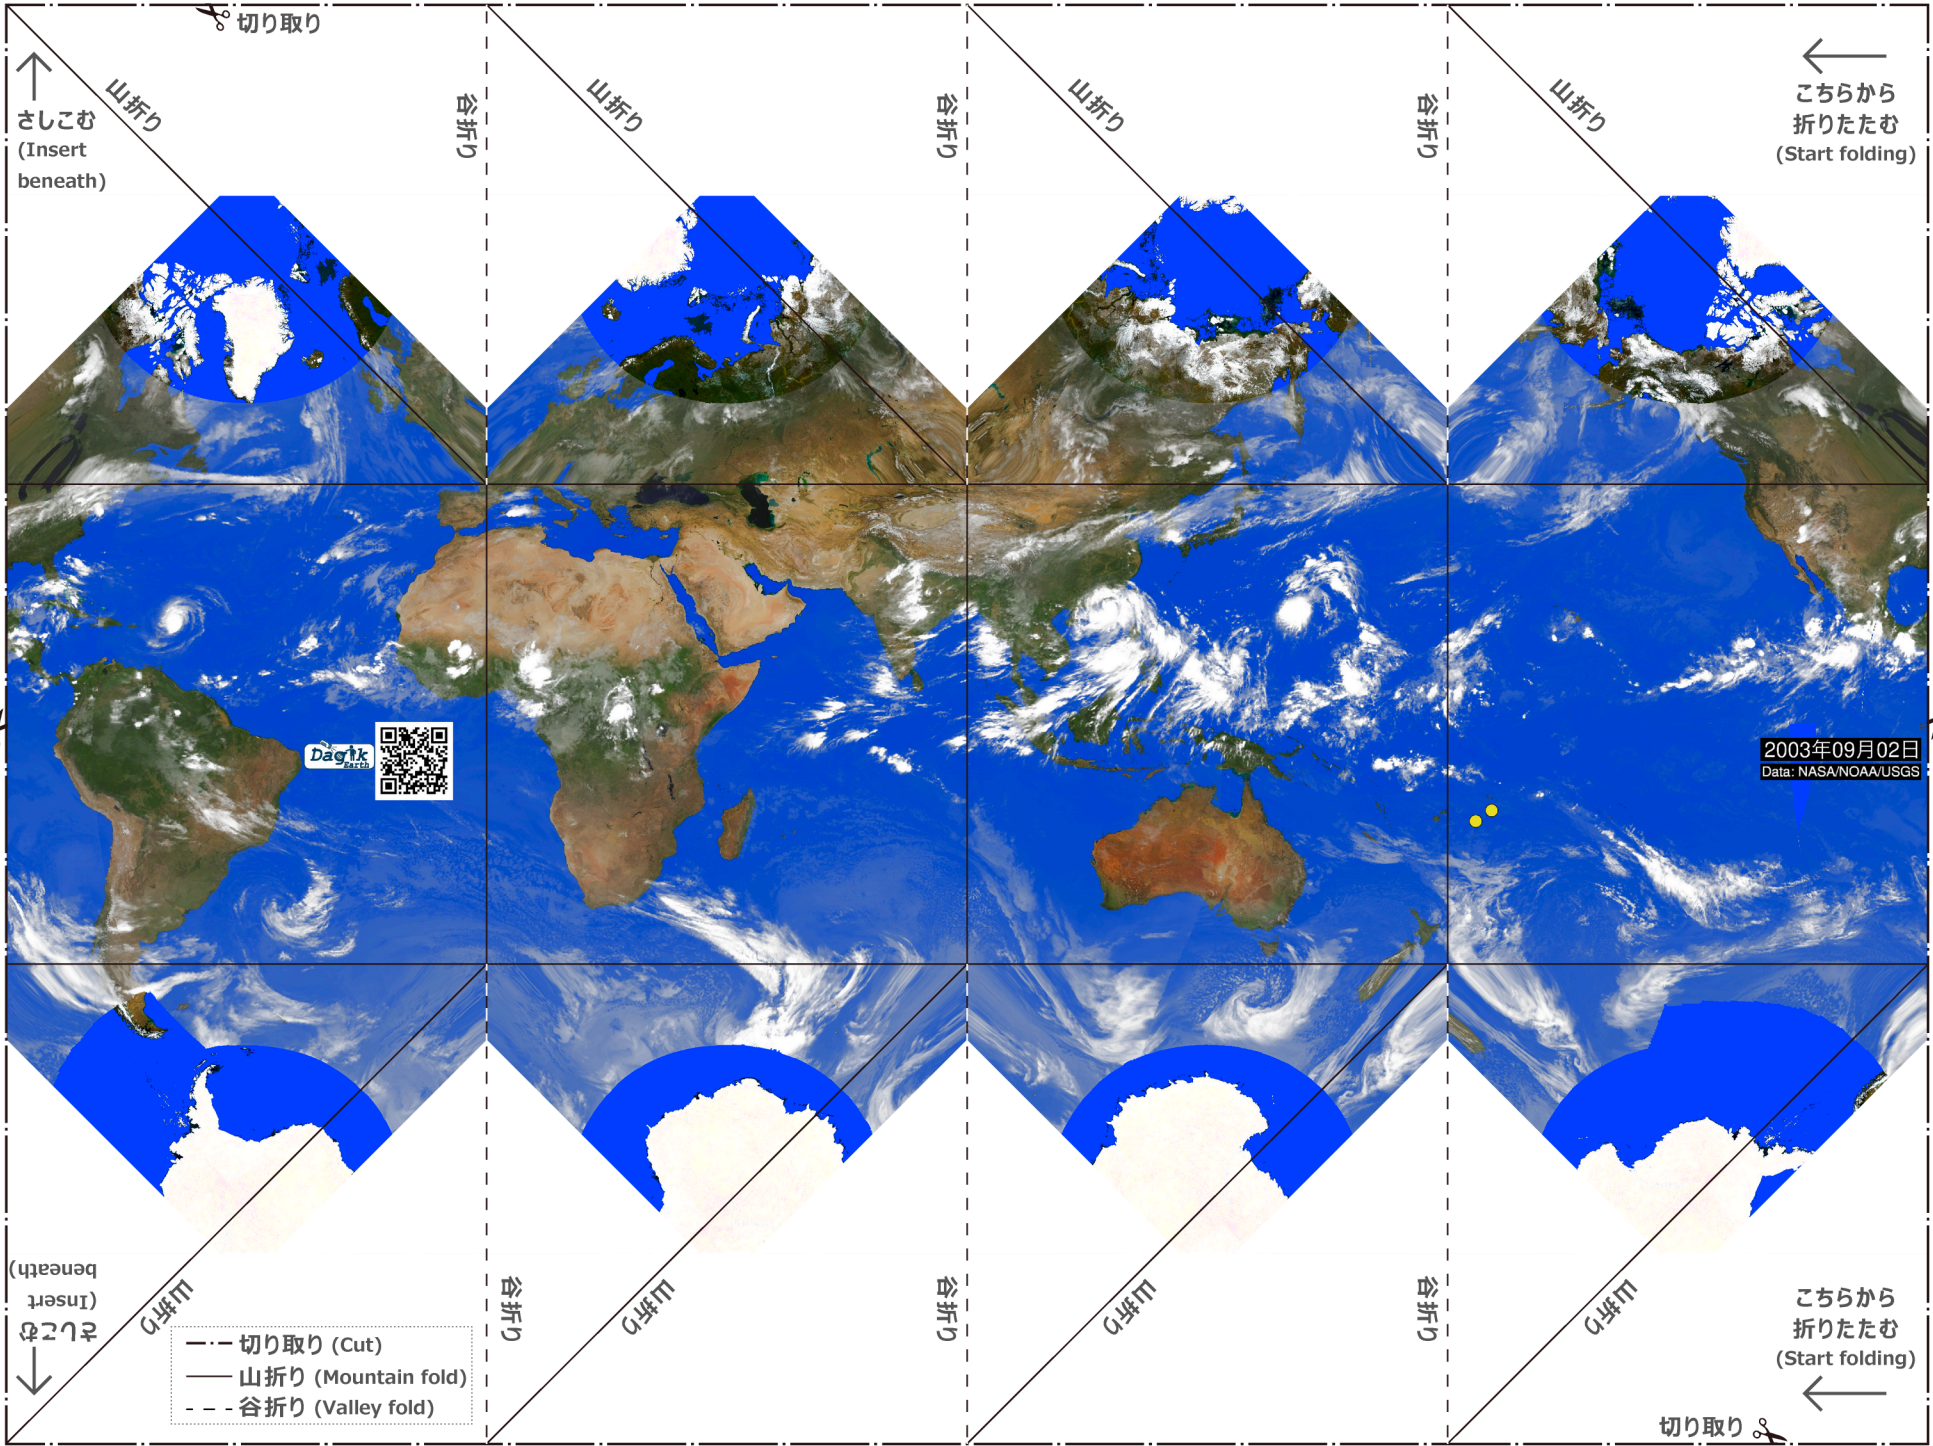 切り取り
山折り
谷折り
山折り
谷折り
山折り
谷折り
山折り
さしこむ
(Insert
beneath)
こちらから
折りたたむ
(Start folding)
Dagik
Earth
2003年09月02日
Data: NASA/NOAA/USGS
さしこむ
(Insert
beneath)
山折り
谷折り
山折り
谷折り
山折り
谷折り
山折り
こちらから
折りたたむ
(Start folding)
切り取り (Cut)
山折り (Mountain fold)
谷折り (Valley fold)
切り取り